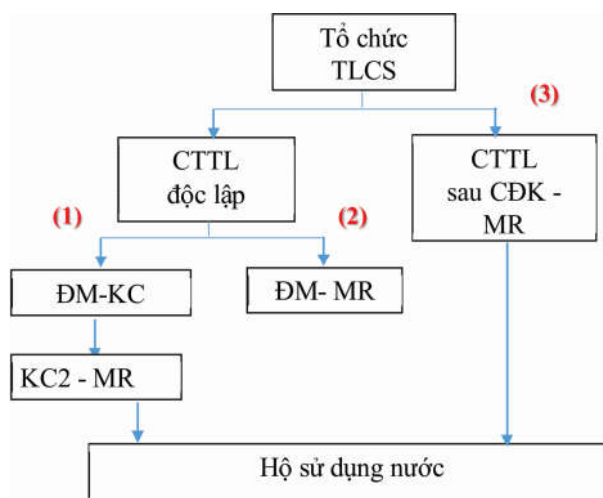 Tổ chức
TLCS
(3)
CTTL
độc lập
CTTL
sau CĐK -
MR
(1)
(2)
ĐM-KC
ĐM- MR
KC2 - MR
Hộ sử dụng nước